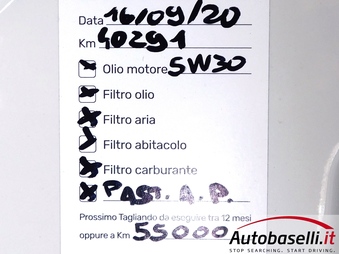 Data 16/09/20
Km 40291
Olio motore 5W30
Filtro olio
Filtro aria
Filtro abitacolo
Filtro carburante
PAST. A.P.
Prossimo Tagliando da eseguire fra 12 mesi
oppure a Km 55000
Autobaselli.it
STOP SEARCHING. START DRIVING.